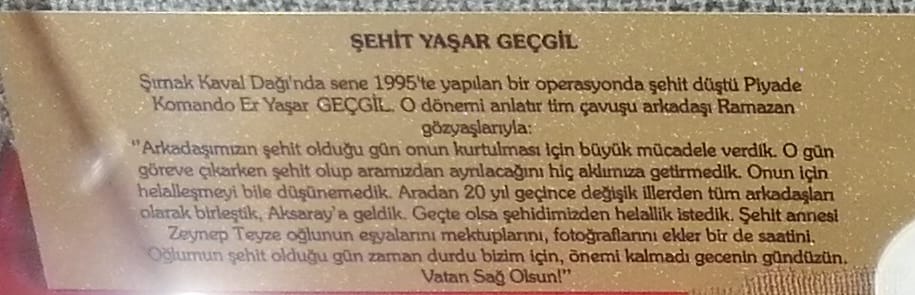 ŞEHİT YAŞAR GEÇGİL
Şırnak Kaval Dağı'nda sene 1995'te yapılan bir operasyonda şehit düştü Piyade
Komando Er Yaşar GEÇGİL. O dönemi anlatır tim çavuşu arkadaşı Ramazan
gözyaşlarıyla:
"Arkadaşımızın şehit olduğu gün onun kurtulması için büyük mücadele verdik. O gün
göreve çıkarken şehit olup aramızdan ayrılacağını hiç aklımıza getirmedik. Onun için
helalleşmeyi bile düşünemedik. Aradan 20 yıl geçince değişik illerden tüm arkadaşları
olarak birleştik, Aksaray'a geldik. Geçte olsa şehidimizden helallik istedik. Şehit annesi
Zeynep Teyze oğlunun eşyalarını mektuplarını, fotoğraflarını ekler bir de saatini.
Oğlumun şehit olduğu gün zaman durdu bizim için, önemi kalmadı gecenin gündüzün.
Vatan Sağ Olsun!"